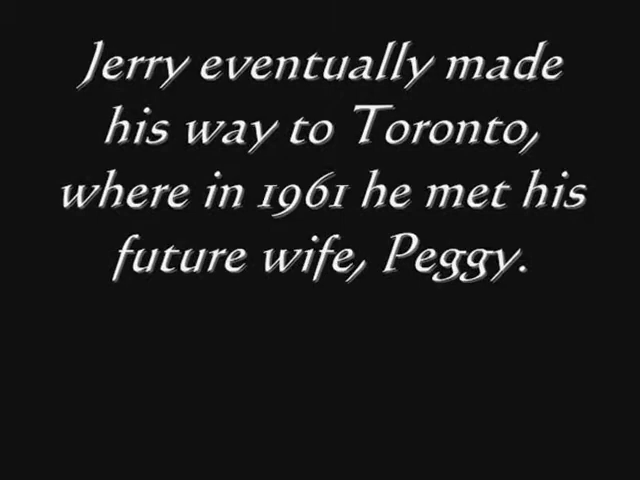 Jerry eventually made
his way to Toronto,
where in 1961 he met his
future wife, Peggy.